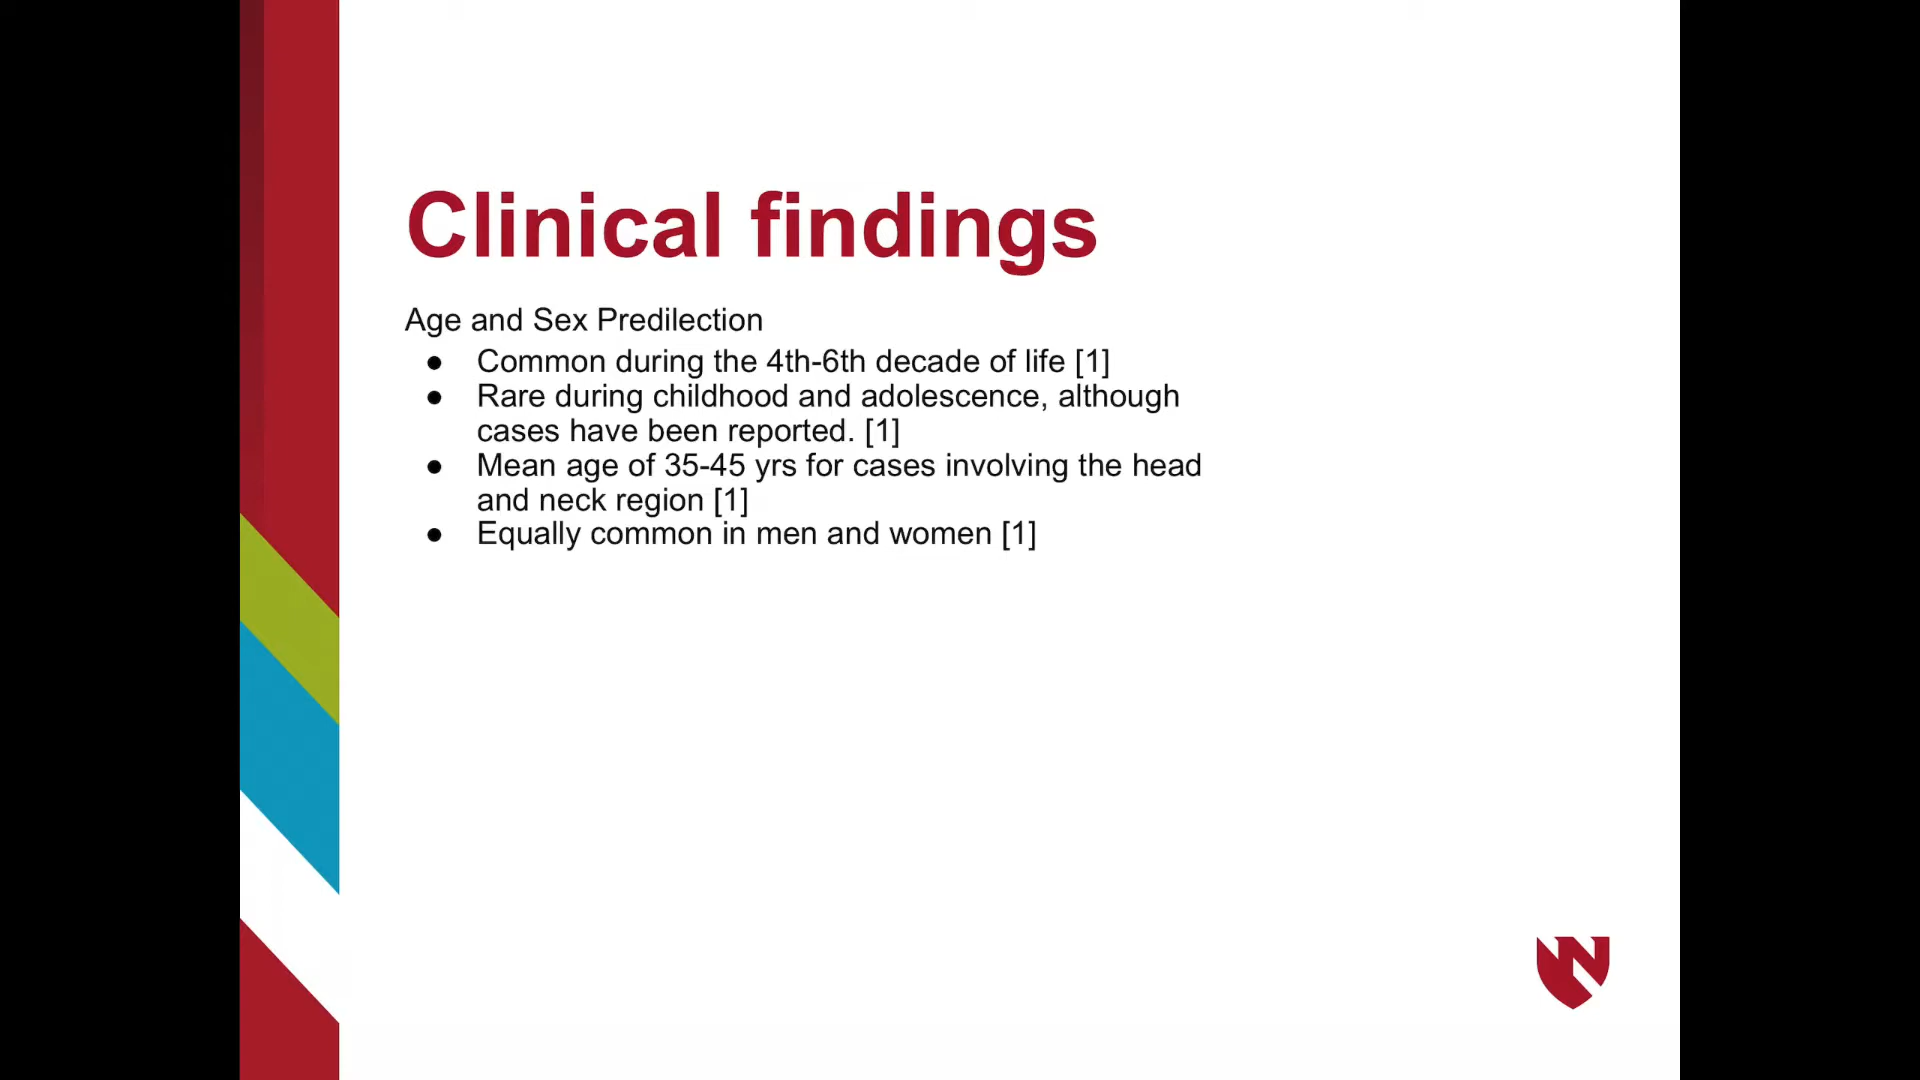 Clinical findings
Age and Sex Predilection
● Common during the 4th-6th decade of life [1]
● Rare during childhood and adolescence, although
cases have been reported. [1]
● Mean age of 35-45 yrs for cases involving the head
and neck region [1]
● Equally common in men and women [1]